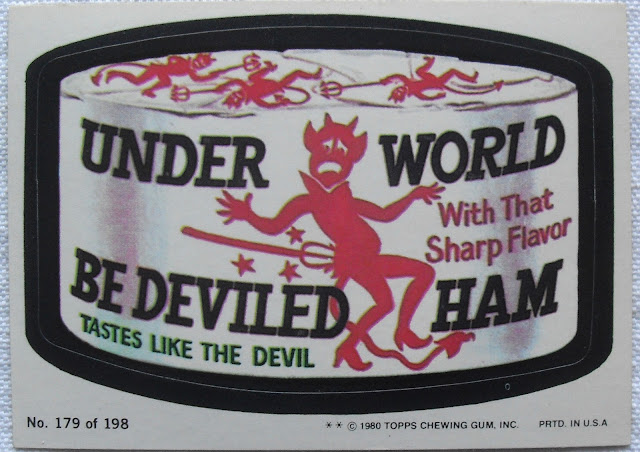 UNDER WORLD
With That
Sharp Flavor
BE DEVILED HAM
TASTES LIKE THE DEVIL
No. 179 of 198
** © 1980 TOPPS CHEWING GUM, INC. PRTD. IN U.S.A